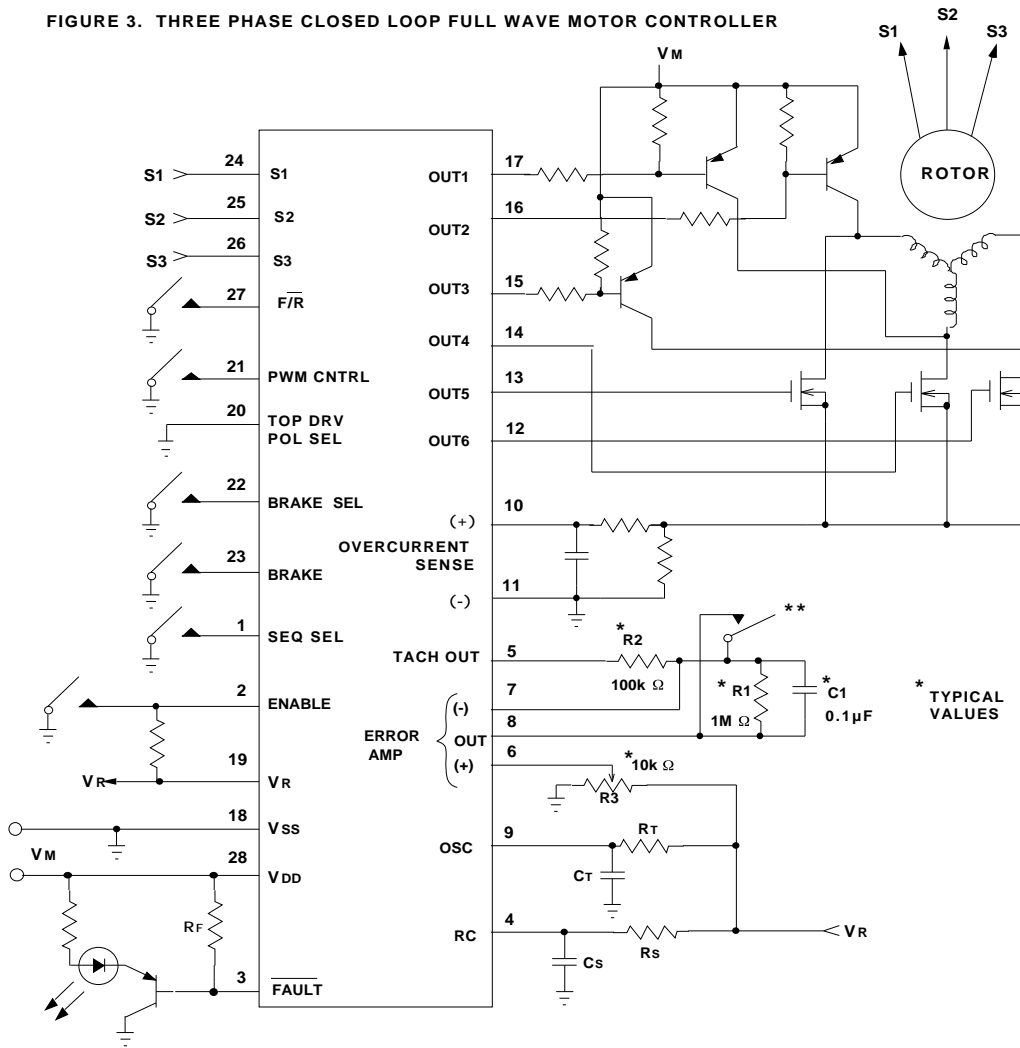 FIGURE 3. THREE PHASE CLOSED LOOP FULL WAVE MOTOR CONTROLLER
S1
S2
S3
VM
ROTOR
S1
24
S1
S2
25
S2
S3
26
S3
27
F/R
21
PWM CNTRL
20
TOP DRV
POL SEL
22
BRAKE SEL
23
BRAKE
1
SEQ SEL
2
ENABLE
19
VR
VR
18
VSS
VM
28
VDD
RF
3
FAULT
OUT1
17
OUT2
16
OUT3
15
OUT4
14
OUT5
13
OUT6
12
(+)
10
OVERCURRENT
SENSE
(-)
11
TACH OUT
5
* R2
100k Ω
**
7
(-)
8
OUT
6
(+)
ERROR
AMP
* R1
1M Ω
* C1
0.1µF
* TYPICAL
VALUES
*10k Ω
R3
OSC
9
RT
CT
RC
4
RS
CS
VR